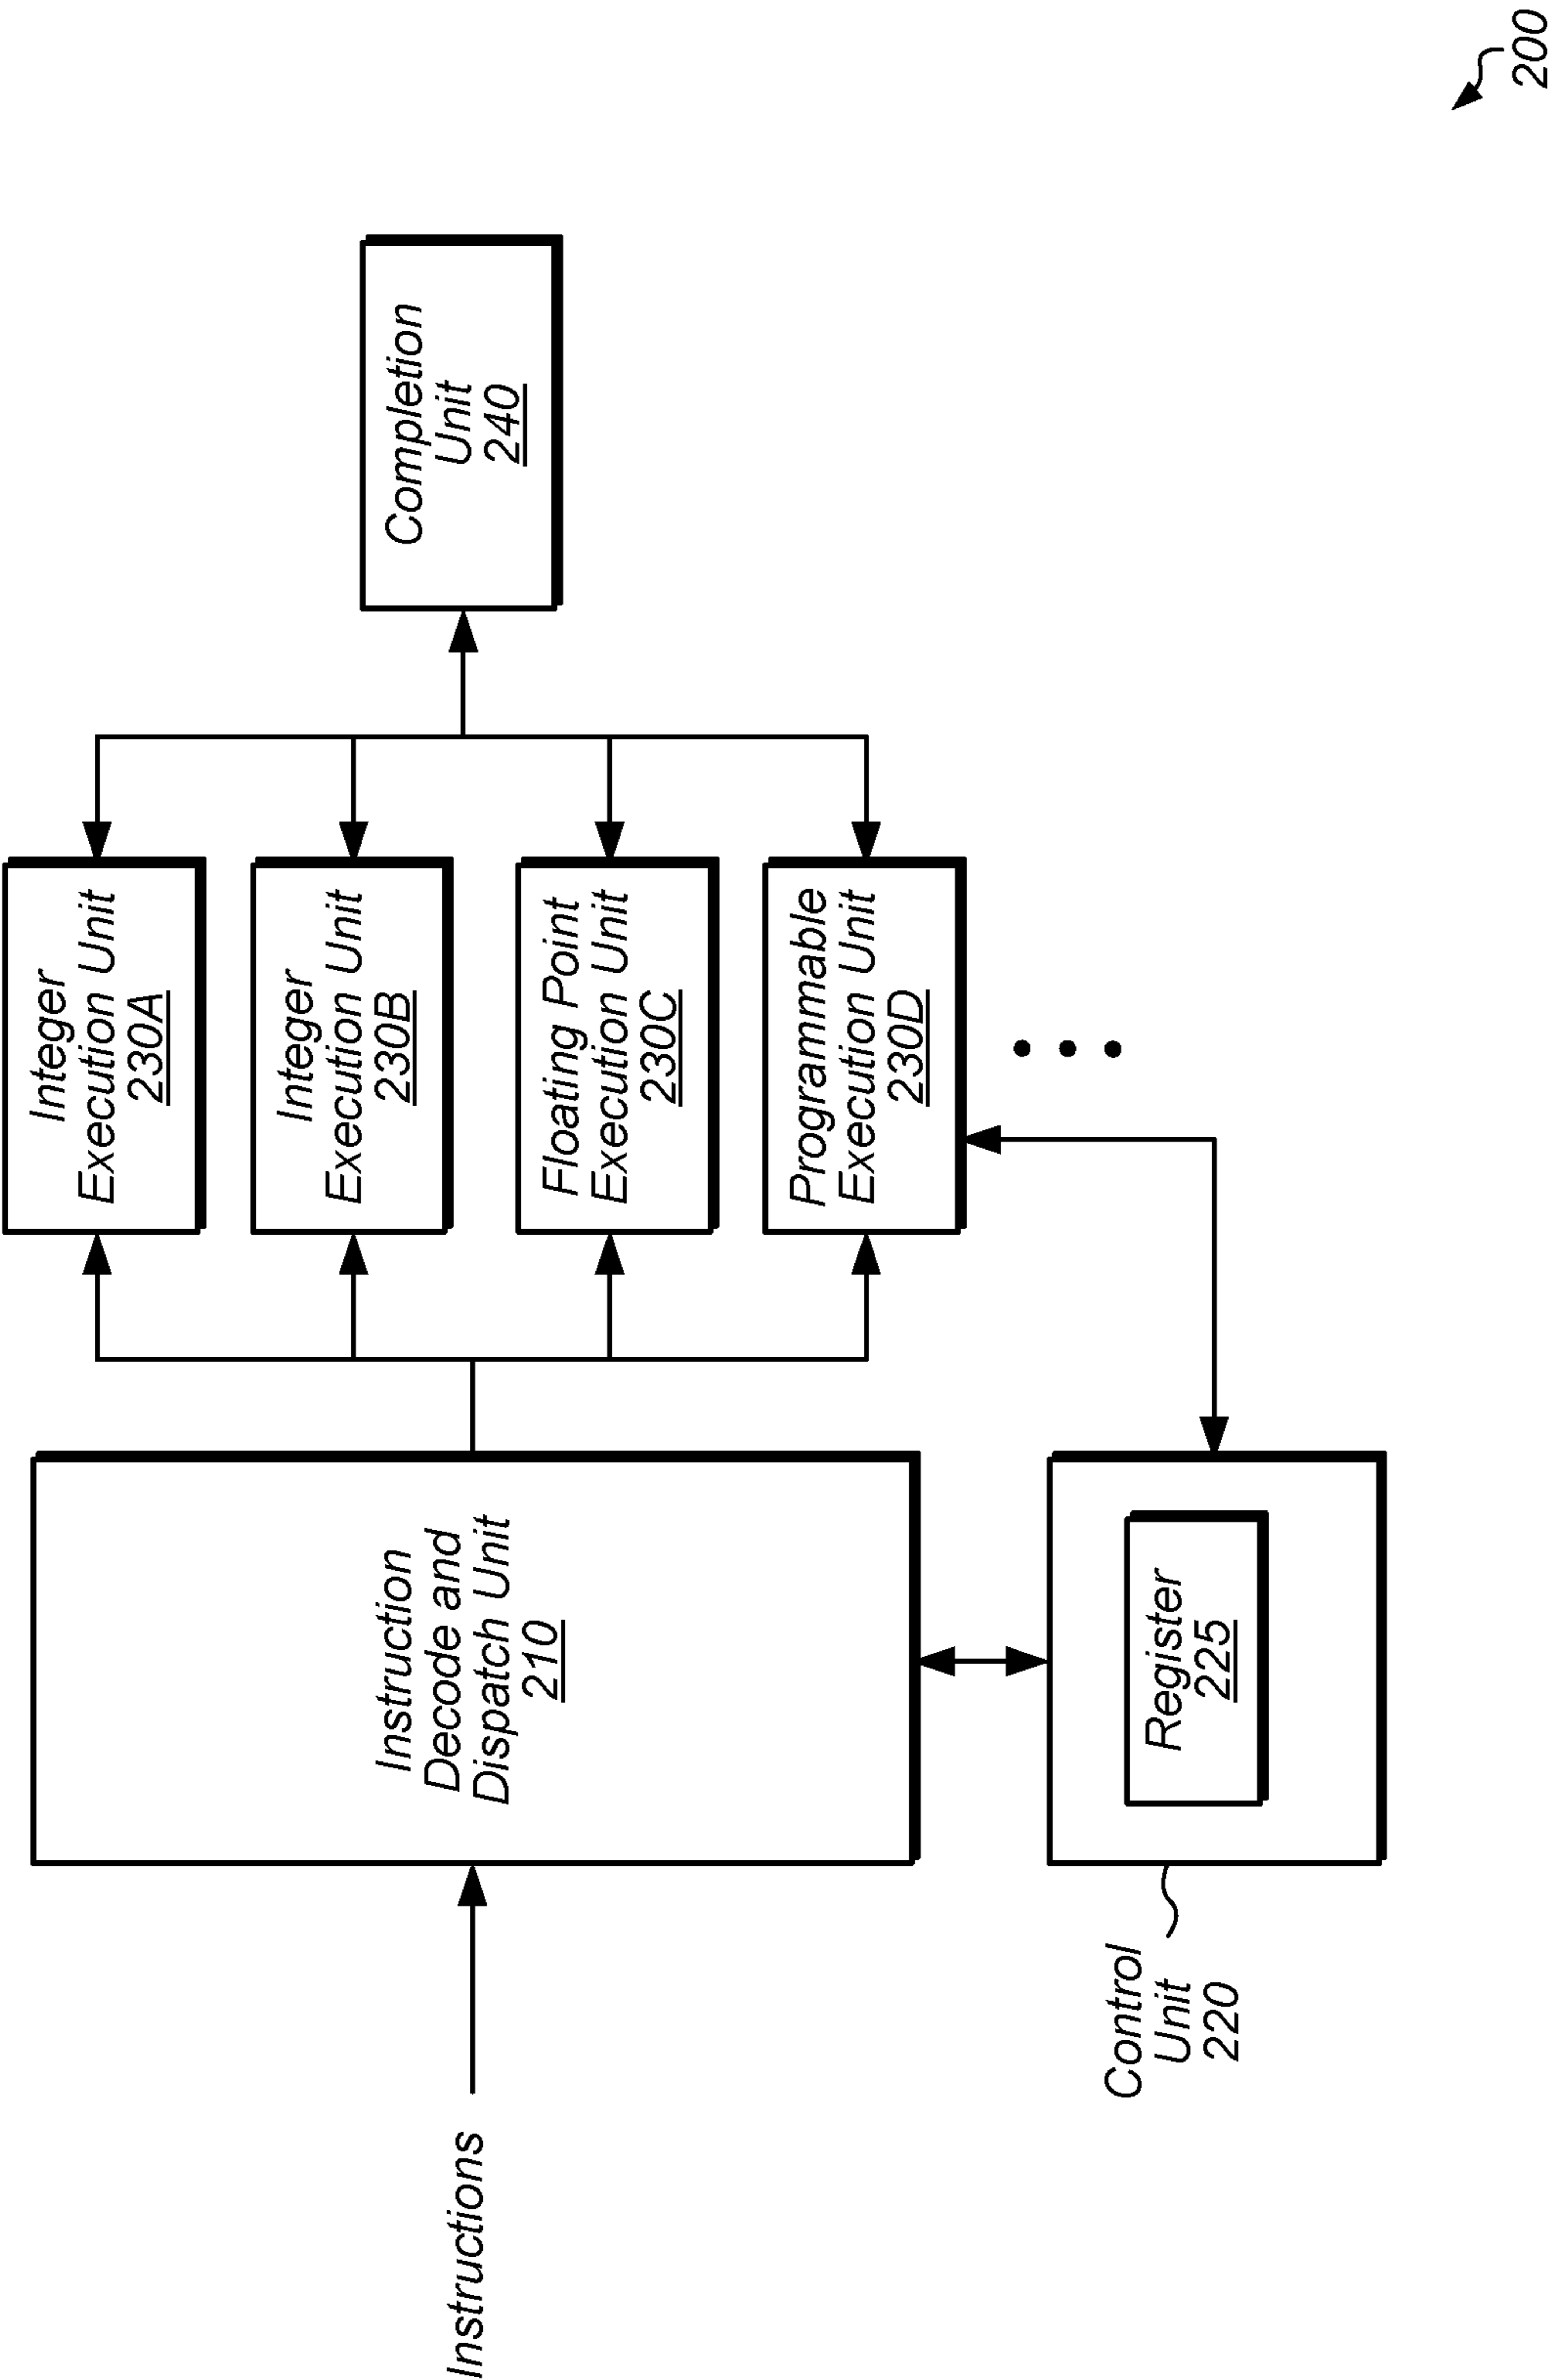 Instructions
Instruction
Decode and
Dispatch Unit
210
Control
Unit
220
Register
225
Integer
Execution Unit
230A
Integer
Execution Unit
230B
Floating Point
Execution Unit
230C
Programmable
Execution Unit
230D
Completion
Unit
240
200